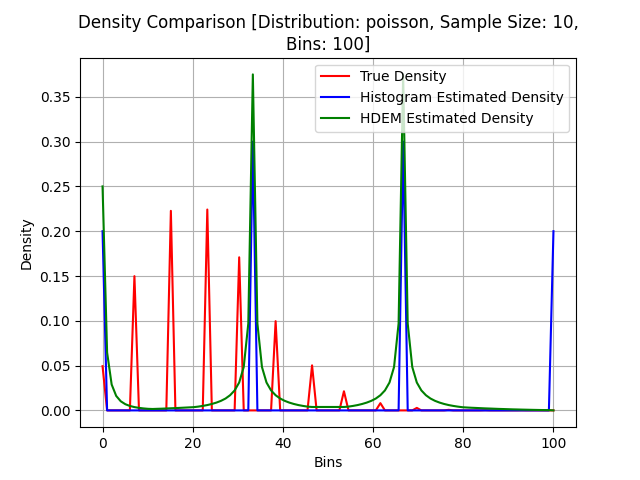 Density Comparison [Distribution: poisson, Sample Size: 10,
Bins: 100]
True Density
Histogram Estimated Density
HDEM Estimated Density
Density
0.35
0.30
0.25
0.20
0.15
0.10
0.05
0.00
0 20 40 60 80 100
Bins